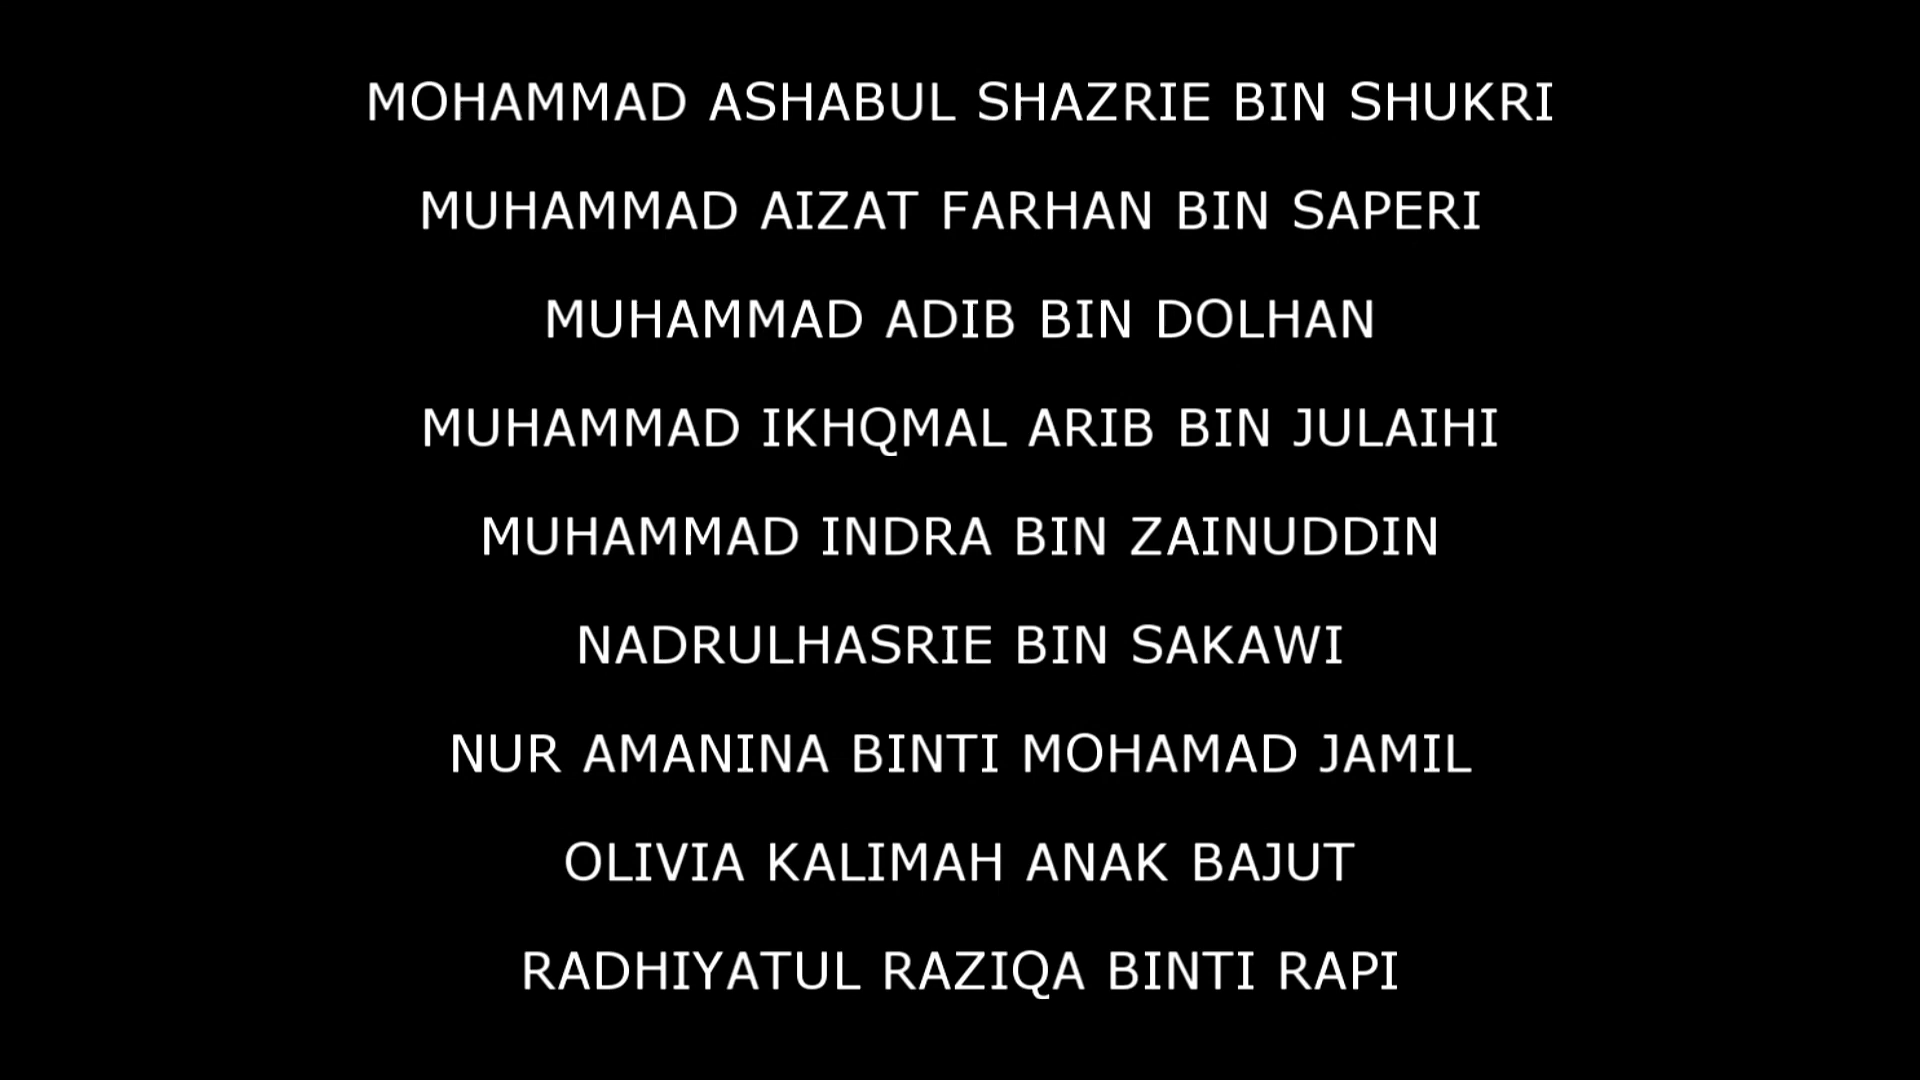 MOHAMMAD ASHABUL SHAZRIE BIN SHUKRI
MUHAMMAD AIZAT FARHAN BIN SAPERI
MUHAMMAD ADIB BIN DOLHAN
MUHAMMAD IKHQMAL ARIB BIN JULAIHI
MUHAMMAD INDRA BIN ZAINUDDIN
NADRULHASRIE BIN SAKAWI
NUR AMANINA BINTI MOHAMAD JAMIL
OLIVIA KALIMAH ANAK BAJUT
RADHIYATUL RAZIQA BINTI RAPI